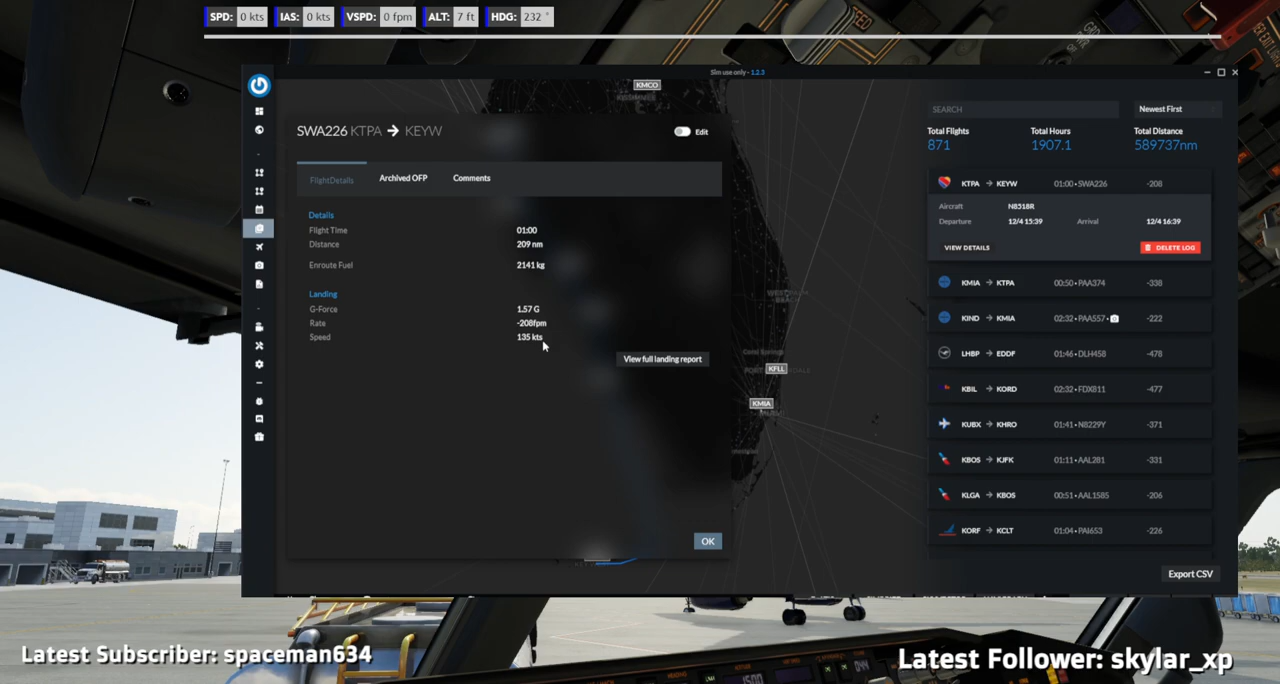 SPD: 0 kts IAS: 0 kts VSPD: 0 fpm ALT: 7 ft HDG: 232 °
Sim use only - 1.2.3
KMCO
SWA226 KTPA → KEYW
Edit
FlightDetails Archived OFP Comments
Details
Flight Time 01:00
Distance 209 nm
Enroute Fuel 2141 kg
Landing
G-Force 1.57 G
Rate -208fpm
Speed 135 kts
View full landing report
OK
KFLL
KMIA
SEARCH
Newest First
Total Flights Total Hours Total Distance
871 1907.1 589737nm
KTPA → KEYW 01:00•SWA226 -208
Aircraft N8518R
Departure 12/4 15:39 Arrival 12/4 16:39
VIEW DETAILS DELETE LOG
KMIA → KTPA 00:50•PAA374 -338
KIND → KMIA 02:32•PAA557• -222
LHBP → EDDF 01:46•DLH458 -478
KBIL → KORD 02:32•FDX811 -477
KUBX → KHRO 01:41•N8229Y -371
KBOS → KJFK 01:11•AAL281 -331
KLGA → KBOS 00:51•AAL1585 -206
KORF → KCLT 01:04•PAI653 -226
Export CSV
Latest Subscriber: spaceman634
Latest Follower: skylar_xp